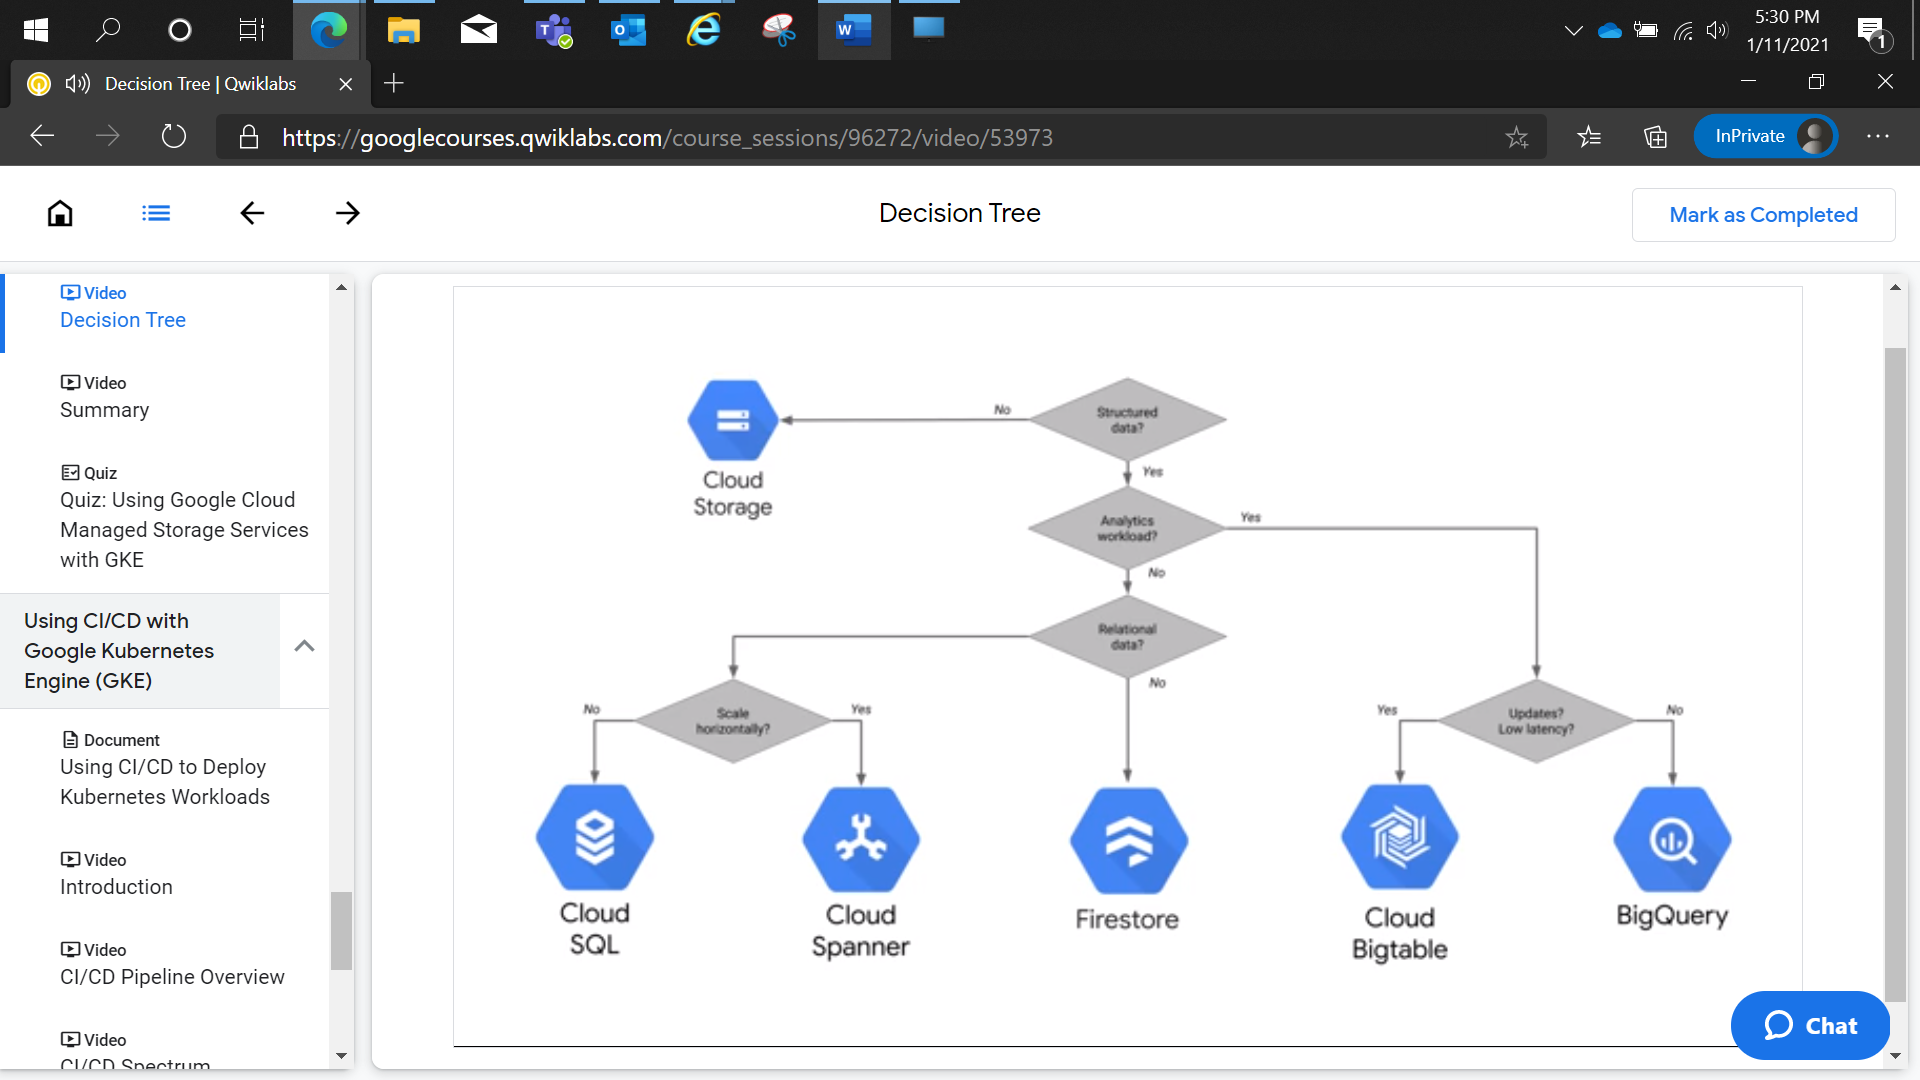 5:30 PM
1/11/2021
1
Decision Tree | Qwiklabs
https://googlecourses.qwiklabs.com/course_sessions/96272/video/53973
InPrivate
Decision Tree
Mark as Completed
Video
Decision Tree
Video
Summary
Quiz
Quiz: Using Google Cloud
Managed Storage Services
with GKE
Using CI/CD with
Google Kubernetes
Engine (GKE)
Document
Using CI/CD to Deploy
Kubernetes Workloads
Video
Introduction
Video
CI/CD Pipeline Overview
Video
CI/CD Spectrum
Structured
data?
No
Cloud
Storage
Yes
Analytics
workload?
Yes
No
Relational
data?
No
Scale
horizontally?
No
Yes
Updates?
Low latency?
Yes
No
Cloud
SQL
Cloud
Spanner
Firestore
Cloud
Bigtable
BigQuery
Chat